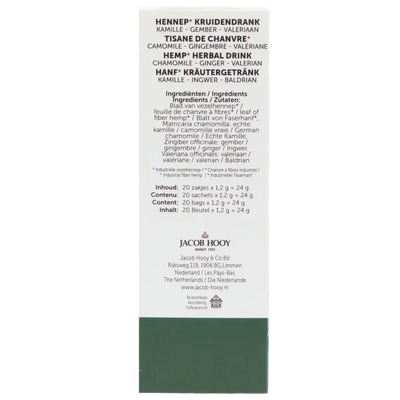 HENNEP* KRUIDENDRANK
KAMILLE - GEMBER - VALERIAAN
TISANE DE CHANVRE*
CAMOMILLE - GINGEMBRE - VALÉRIANE
HEMP* HERBAL DRINK
CHAMOMILE - GINGER - VALERIAN
HANF* KRÄUTERGETRÄNK
KAMILLE - INGWER - BALDRIAN
Ingrediënten / Ingrédients
Ingredients / Zutaten:
Blad van vezelhennep* /
feuille de chanvre à fibres* / leaf of
fiber hemp* / Blatt von Faserhanf*,
Matricaria chamomilla: echte
kamille / camomille vraie / German
chamomile / Echte Kamille,
Zingiber officinale: gember /
gingembre / ginger / Ingwer,
Valeriana officinalis: valeriaan /
valériane / valerian / Baldrian
* Industriële vezelhennep / * Chanvre à fibres industriel /
* Industrial fiber hemp / * Industrieller Faserhanf
Inhoud: 20 zakjes x 1,2 g = 24 g
Contenu: 20 sachets x 1,2 g = 24 g
Content: 20 bags x 1,2 g = 24 g
Inhalt: 20 Beutel x 1,2 g = 24 g
JACOB HOOY
sedert 1743
Jacob Hooy & Co BV
Rijksweg 119, 1906 BG Limmen
Nederland / Les Pays-Bas
The Netherlands / Die Niederlande
www.jacob-hooy.nl